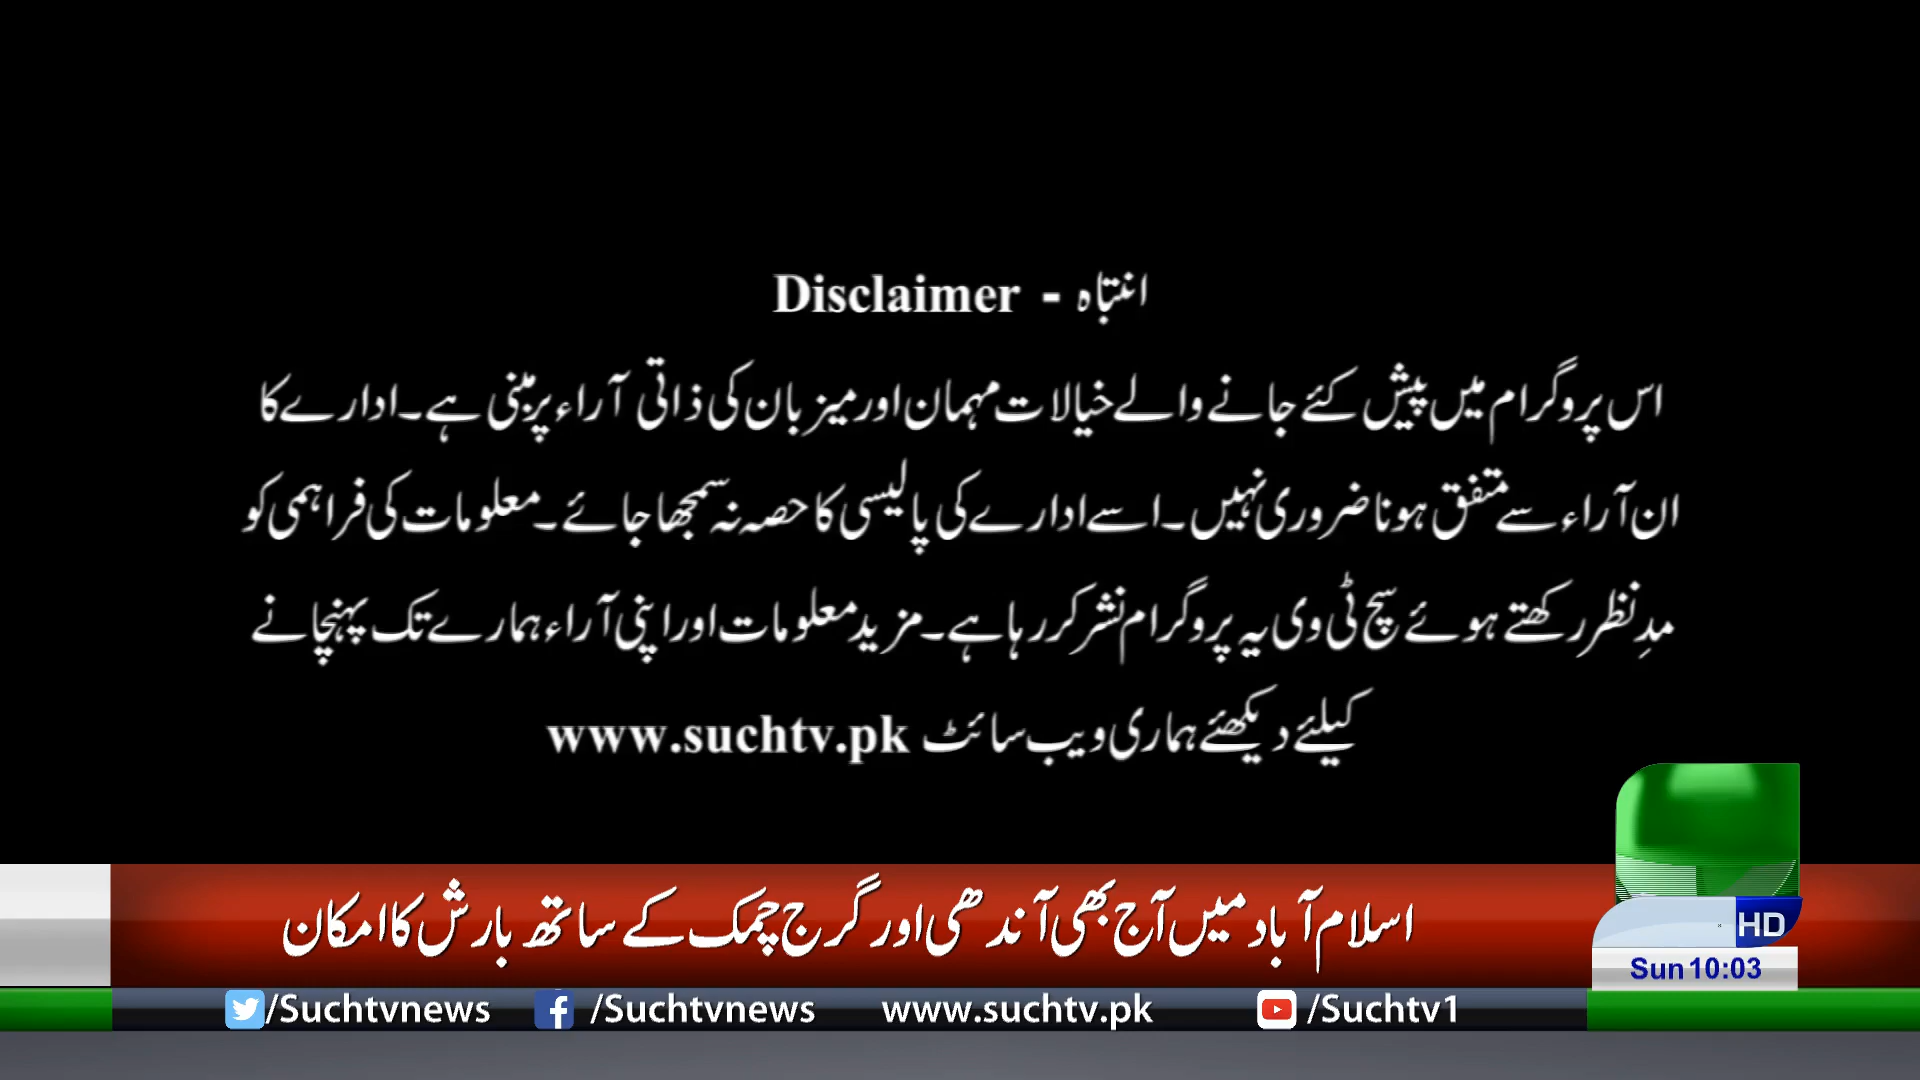 Disclaimer - انتباہ
اس پروگرام میں پیش کئے جانے والے خیالات مہمان اور میزبان کی ذاتی آراء پر مبنی ہے۔ ادارے کا
ان آراء سے متفق ہونا ضروری نہیں۔ اسے ادارے کی پالیسی کا حصہ نہ سمجھا جائے۔ معلومات کی فراہمی کو
مدِنظر رکھتے ہوئے سچ ٹی وی یہ پروگرام نشر کر رہا ہے۔ مزید معلومات اور اپنی آراء ہمارے تک پہنچانے
کیلئے دیکھئے ہماری ویب سائٹ www.suchtv.pk
اسلام آباد میں آج بھی آندھی اور گرج چمک کے ساتھ بارش کا امکان
HD
Sun 10:03
/Suchtvnews /Suchtvnews www.suchtv.pk /Suchtv1